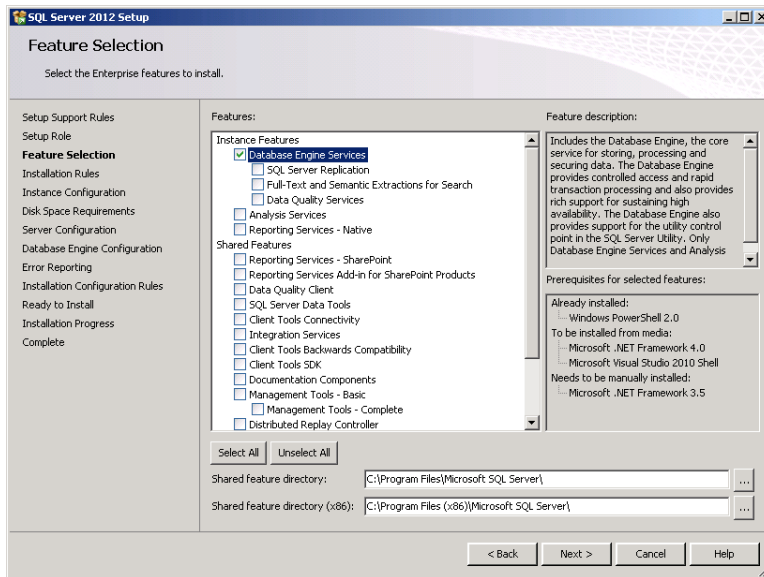 SQL Server 2012 Setup
Feature Selection
Select the Enterprise features to install.
Setup Support Rules
Setup Role
Feature Selection
Installation Rules
Instance Configuration
Disk Space Requirements
Server Configuration
Database Engine Configuration
Error Reporting
Installation Configuration Rules
Ready to Install
Installation Progress
Complete
Features:
Instance Features
Database Engine Services
SQL Server Replication
Full-Text and Semantic Extractions for Search
Data Quality Services
Analysis Services
Reporting Services - Native
Shared Features
Reporting Services - SharePoint
Reporting Services Add-in for SharePoint Products
Data Quality Client
SQL Server Data Tools
Client Tools Connectivity
Integration Services
Client Tools Backwards Compatibility
Client Tools SDK
Documentation Components
Management Tools - Basic
Management Tools - Complete
Distributed Replay Controller
Feature description:
Includes the Database Engine, the core
service for storing, processing and
securing data. The Database Engine
provides controlled access and rapid
transaction processing and also provides
rich support for sustaining high
availability. The Database Engine also
provides support for the utility control
point in the SQL Server Utility. Only
Database Engine Services and Analysis
Prerequisites for selected features:
Already installed:
Windows PowerShell 2.0
To be installed from media:
Microsoft .NET Framework 4.0
Microsoft Visual Studio 2010 Shell
Needs to be manually installed:
Microsoft .NET Framework 3.5
Select All
Unselect All
Shared feature directory:
C:\Program Files\Microsoft SQL Server\
...
Shared feature directory (x86):
C:\Program Files (x86)\Microsoft SQL Server\
...
< Back
Next >
Cancel
Help